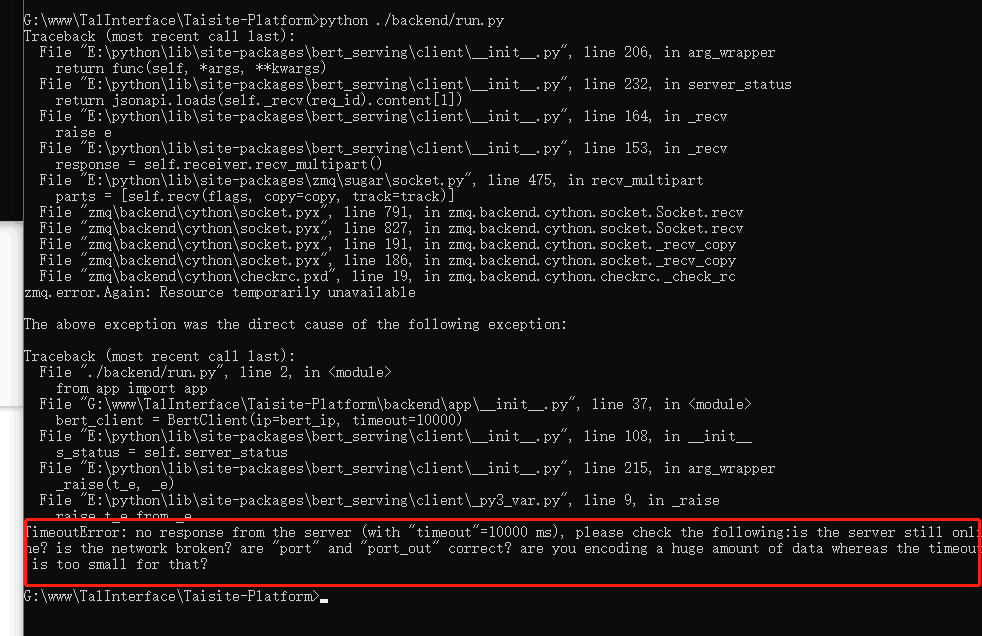 G:\www\TalInterface\Taisite-Platform>python ./backend/run.py
Traceback (most recent call last):
  File "E:\python\lib\site-packages\bert_serving\client\__init__.py", line 206, in arg_wrapper
    return func(self, *args, **kwargs)
  File "E:\python\lib\site-packages\bert_serving\client\__init__.py", line 232, in server_status
    return jsonapi.loads(self._recv(req_id).content[1])
  File "E:\python\lib\site-packages\bert_serving\client\__init__.py", line 164, in _recv
    raise e
  File "E:\python\lib\site-packages\bert_serving\client\__init__.py", line 153, in _recv
    response = self.receiver.recv_multipart()
  File "E:\python\lib\site-packages\zmq\sugar\socket.py", line 475, in recv_multipart
    parts = [self.recv(flags, copy=copy, track=track)]
  File "zmq\backend\cython\socket.pyx", line 791, in zmq.backend.cython.socket.Socket.recv
  File "zmq\backend\cython\socket.pyx", line 827, in zmq.backend.cython.socket.Socket.recv
  File "zmq\backend\cython\socket.pyx", line 191, in zmq.backend.cython.socket._recv_copy
  File "zmq\backend\cython\socket.pyx", line 186, in zmq.backend.cython.socket._recv_copy
  File "zmq\backend\cython\checkrc.pxd", line 19, in zmq.backend.cython.checkrc._check_rc
zmq.error.Again: Resource temporarily unavailable
The above exception was the direct cause of the following exception:
Traceback (most recent call last):
  File "./backend/run.py", line 2, in <module>
    from app import app
  File "G:\www\TalInterface\Taisite-Platform\backend\app\__init__.py", line 37, in <module>
    bert_client = BertClient(ip=bert_ip, timeout=10000)
  File "E:\python\lib\site-packages\bert_serving\client\__init__.py", line 108, in __init__
    s_status = self.server_status
  File "E:\python\lib\site-packages\bert_serving\client\__init__.py", line 215, in arg_wrapper
    _raise(t_e, _e)
  File "E:\python\lib\site-packages\bert_serving\client\_py3_var.py", line 9, in _raise
    raise t_e from _e
TimeoutError: no response from the server (with "timeout"=10000 ms), please check the following:is the server still onli
ne? is the network broken? are "port" and "port_out" correct? are you encoding a huge amount of data whereas the timeout
 is too small for that?
G:\www\TalInterface\Taisite-Platform>